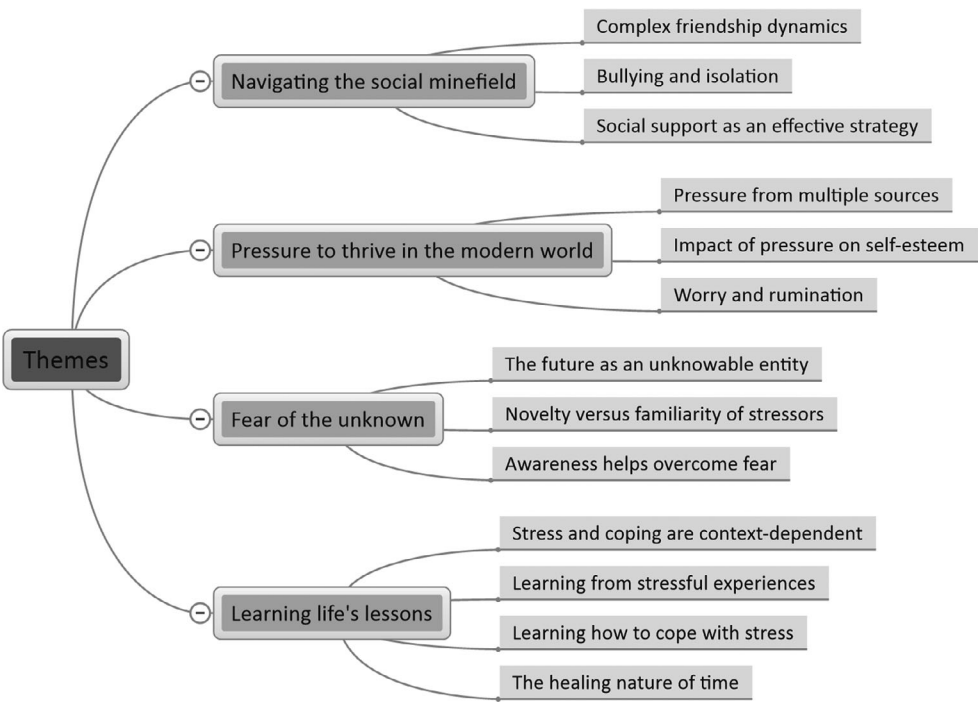 Themes
Navigating the social minefield
Complex friendship dynamics
Bullying and isolation
Social support as an effective strategy
Pressure to thrive in the modern world
Pressure from multiple sources
Impact of pressure on self-esteem
Worry and rumination
Fear of the unknown
The future as an unknowable entity
Novelty versus familiarity of stressors
Awareness helps overcome fear
Learning life's lessons
Stress and coping are context-dependent
Learning from stressful experiences
Learning how to cope with stress
The healing nature of time